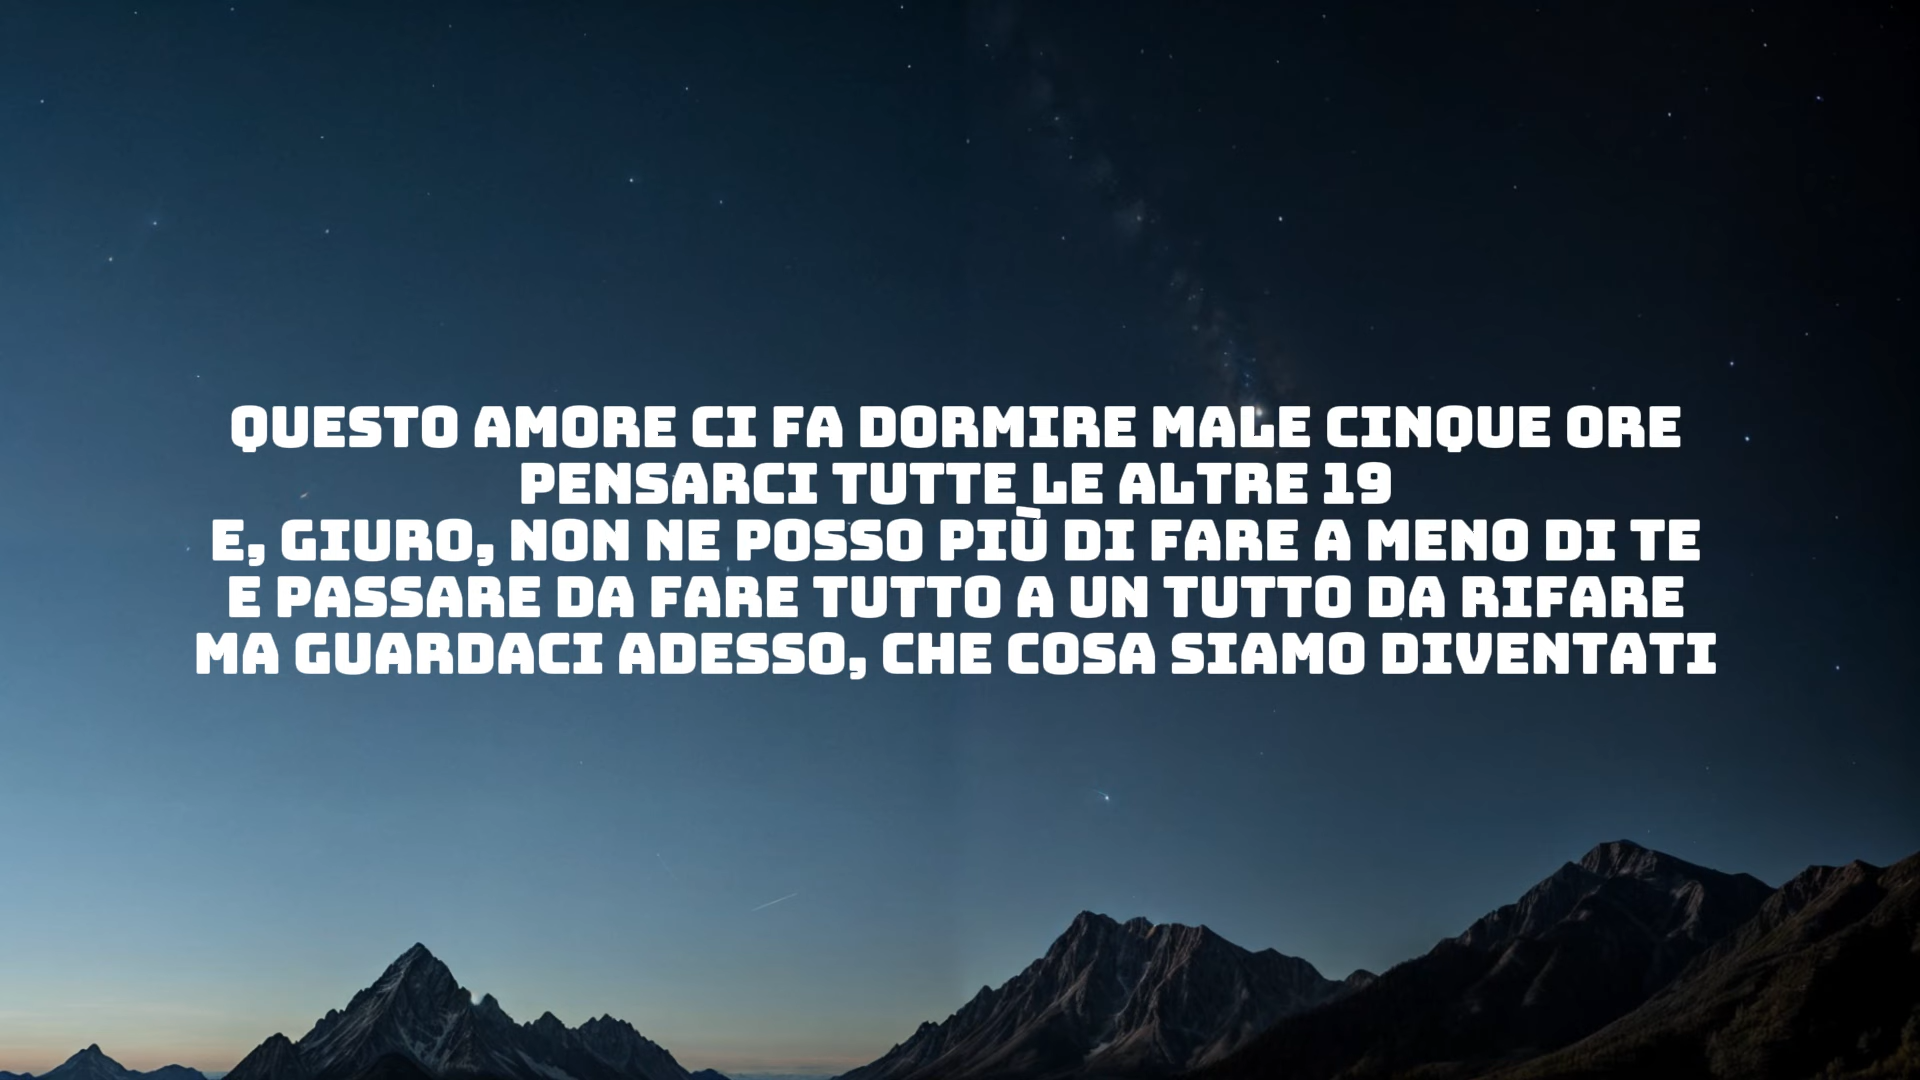 QUESTO AMORE CI FA DORMIRE MALE CINQUE ORE
PENSARCI TUTTE LE ALTRE 19
E, GIURO, NON NE POSSO PIÙ DI FARE A MENO DI TE
E PASSARE DA FARE TUTTO A UN TUTTO DA RIFARE
MA GUARDACI ADESSO, CHE COSA SIAMO DIVENTATI